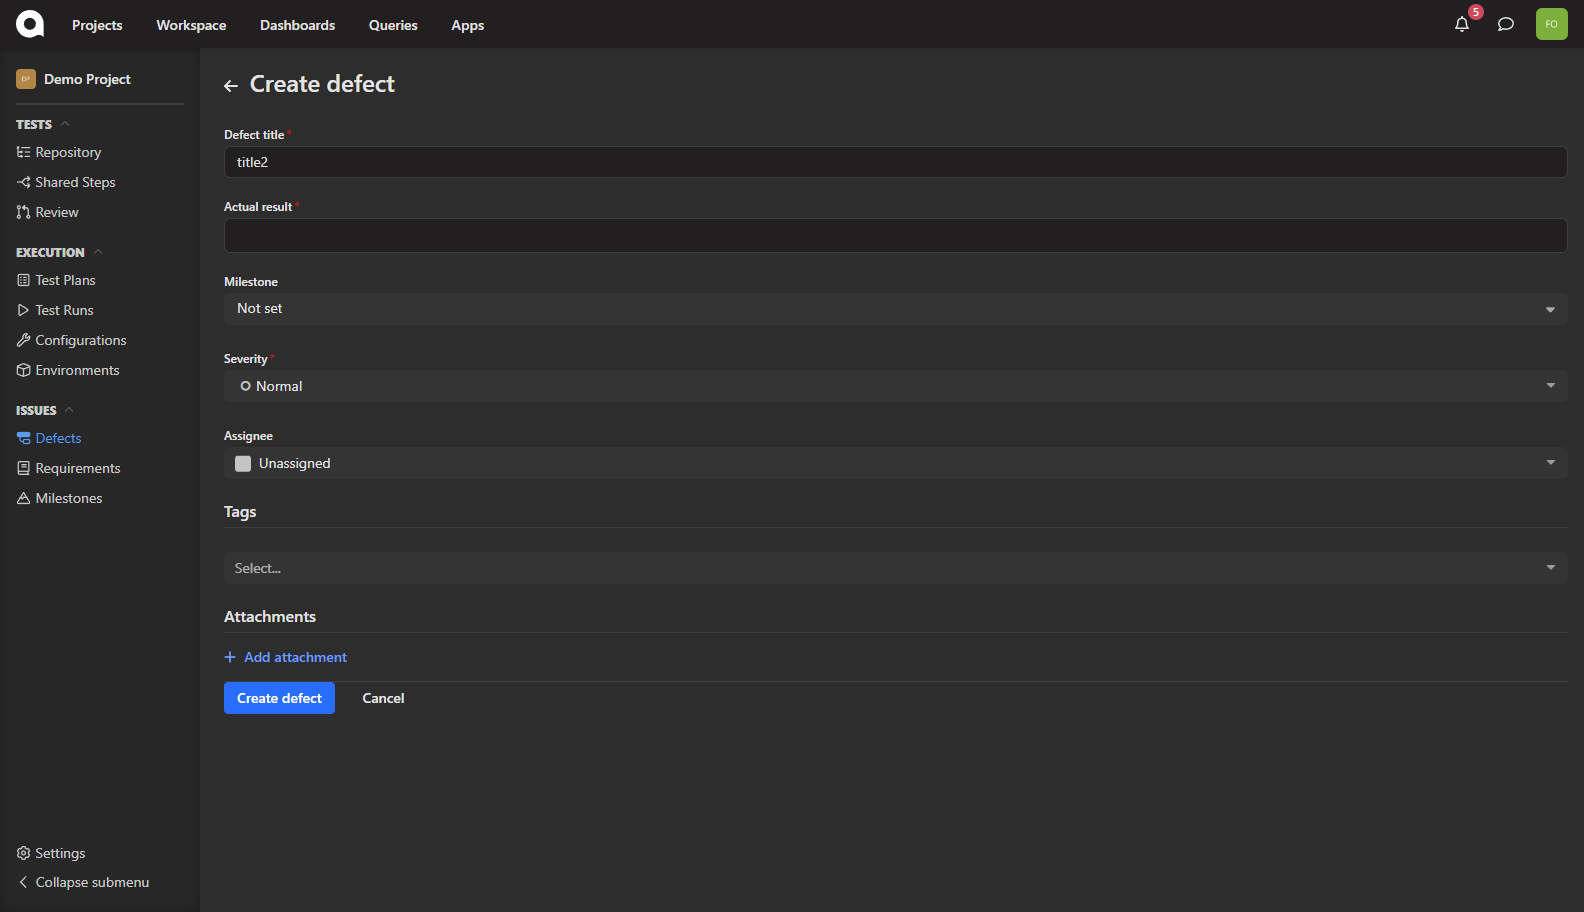 Projects Workspace Dashboards Queries Apps 5 FO
DP Demo Project
TESTS
Repository
Shared Steps
Review
EXECUTION
Test Plans
Test Runs
Configurations
Environments
ISSUES
Defects
Requirements
Milestones
Settings
Collapse submenu
Create defect
Defect title *
title2
Actual result *
Milestone
Not set
Severity *
Normal
Assignee
Unassigned
Tags
Select...
Attachments
+ Add attachment
Create defect Cancel